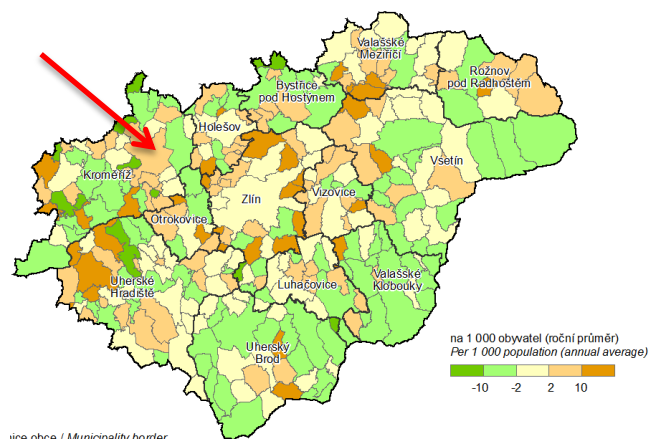 Valašské
Meziříčí
Rožnov
pod Radhoštěm
Bystřice
pod Hostýnem
Holešov
Vsetín
Kroměříž
Zlín
Vizovice
Otrokovice
Uherské
Hradiště
Luhačovice
Valašské
Klobouky
Uherský
Brod
na 1 000 obyvatel (roční průměr)
Per 1 000 population (annual average)
-10 -2 2 10
obce / Municipality border